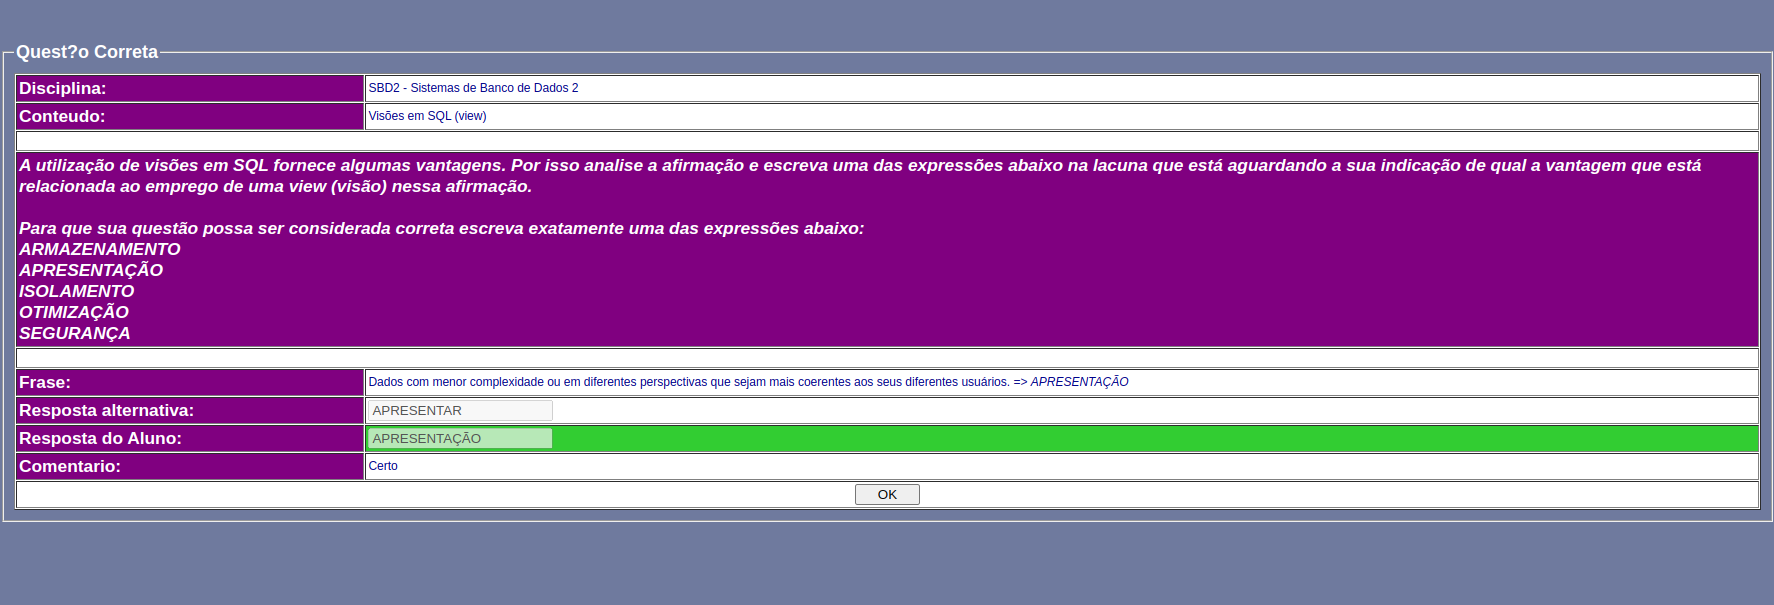 Quest?o Correta
Disciplina: SBD2 - Sistemas de Banco de Dados 2
Conteudo: Visões em SQL (view)
A utilização de visões em SQL fornece algumas vantagens. Por isso analise a afirmação e escreva uma das expressões abaixo na lacuna que está aguardando a sua indicação de qual a vantagem que está
relacionada ao emprego de uma view (visão) nessa afirmação.
Para que sua questão possa ser considerada correta escreva exatamente uma das expressões abaixo:
ARMAZENAMENTO
APRESENTAÇÃO
ISOLAMENTO
OTIMIZAÇÃO
SEGURANÇA
Frase: Dados com menor complexidade ou em diferentes perspectivas que sejam mais coerentes aos seus diferentes usuários. => APRESENTAÇÃO
Resposta alternativa: APRESENTAR
Resposta do Aluno: APRESENTAÇÃO
Comentario: Certo
OK